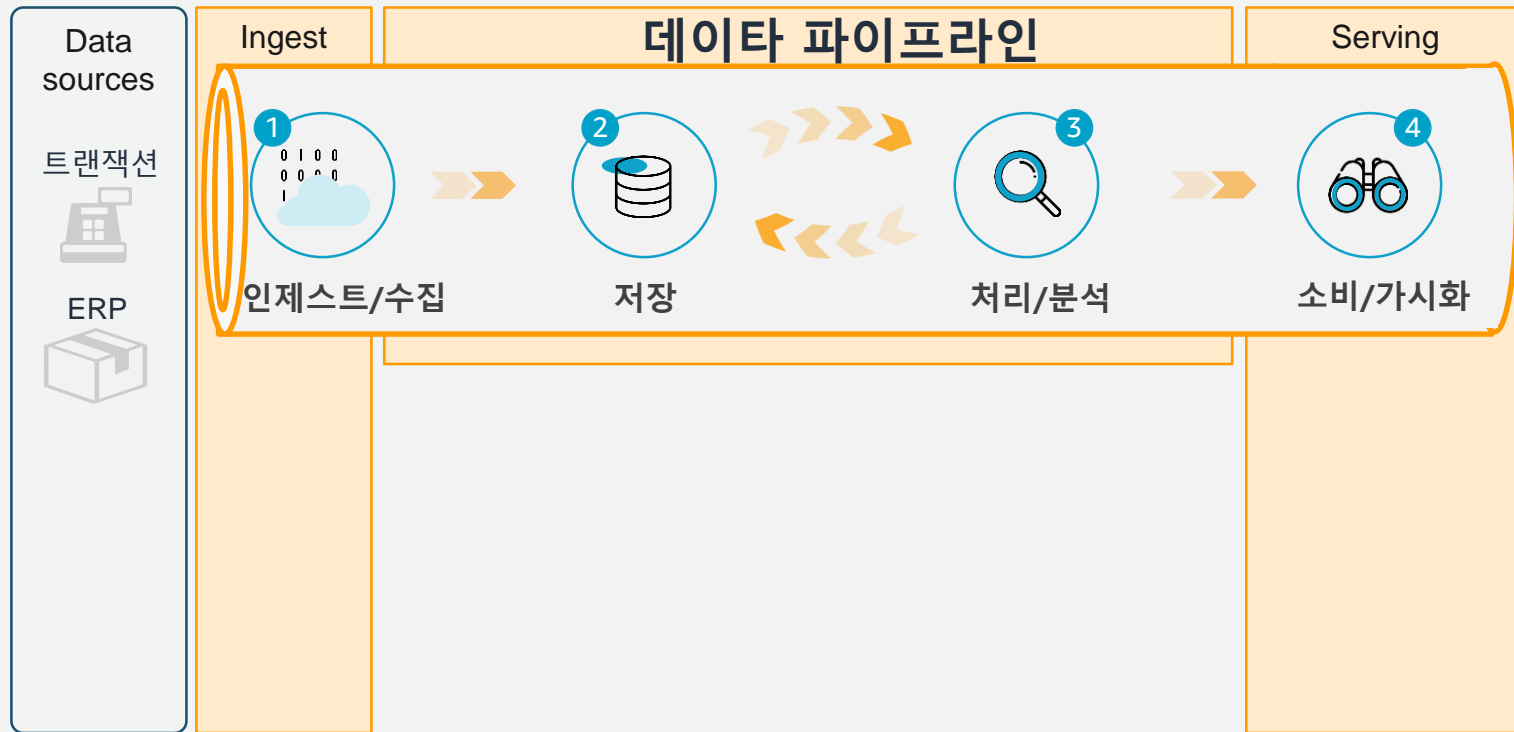 Data
sources
트랜잭션
ERP
Ingest
데이타 파이프라인
Serving
1
0 1 0 0
0 0 0 0
1
인제스트/수집
2
저장
3
처리/분석
4
소비/가시화